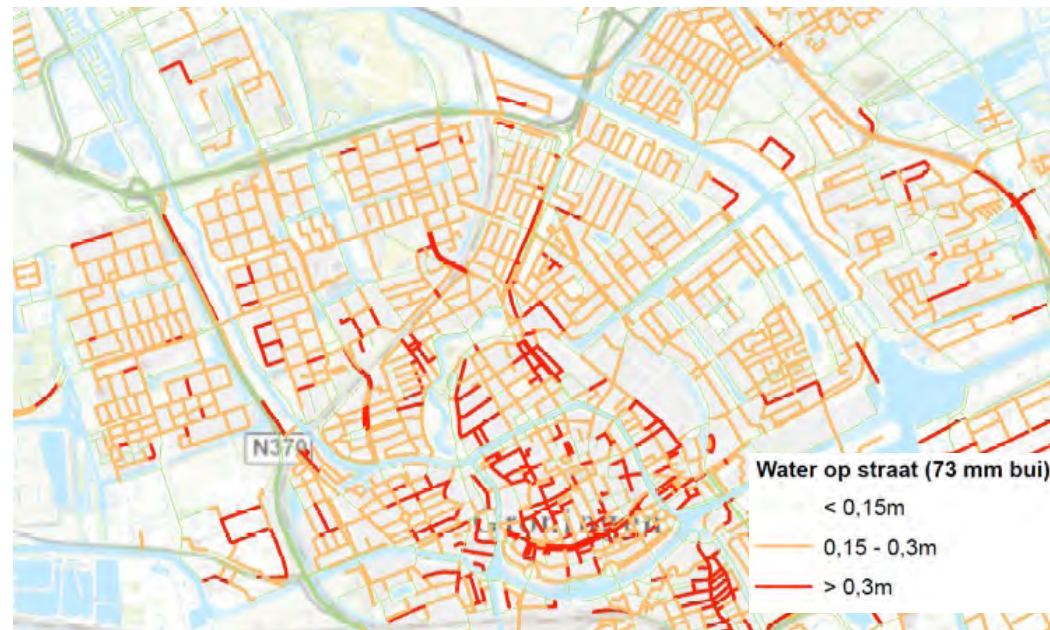 N370
Water op straat (73 mm bui)
< 0,15m
0,15 - 0,3m
> 0,3m